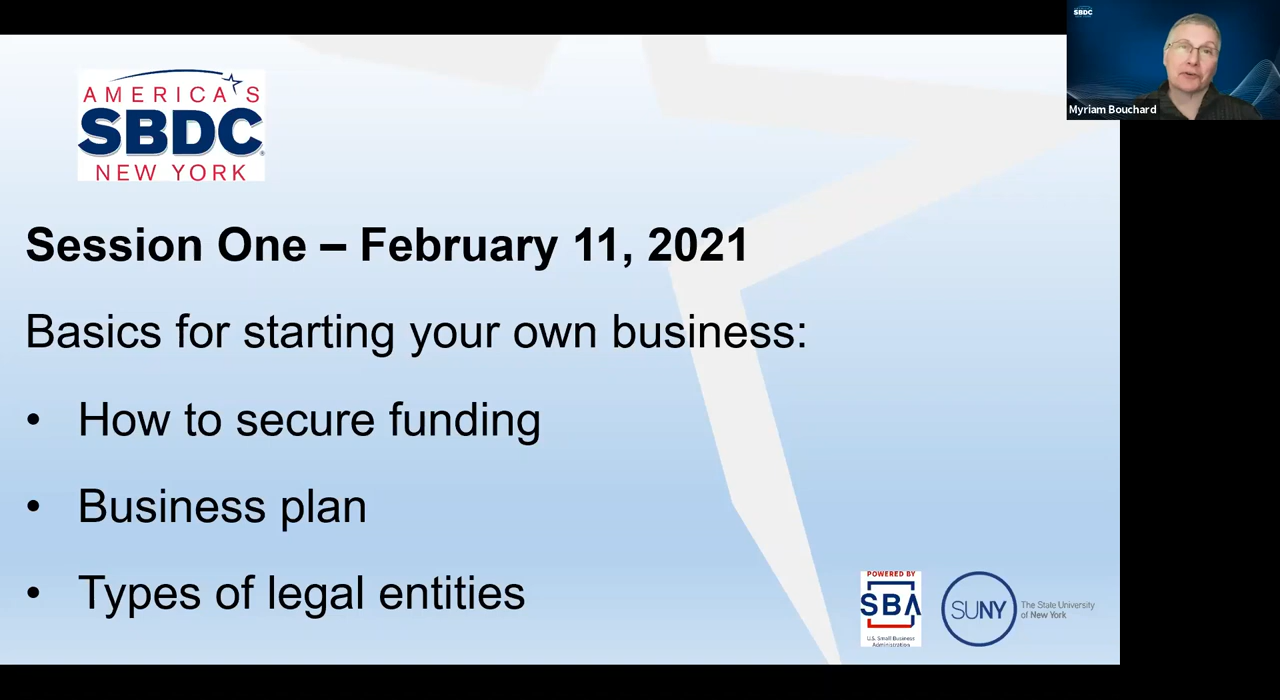 SBDC
Myriam Bouchard
AMERICA'S
SBDC
NEW YORK
Session One – February 11, 2021
Basics for starting your own business:
• How to secure funding
• Business plan
• Types of legal entities
POWERED BY
SBA
U.S. Small Business
Administration
SUNY
The State University
of New York